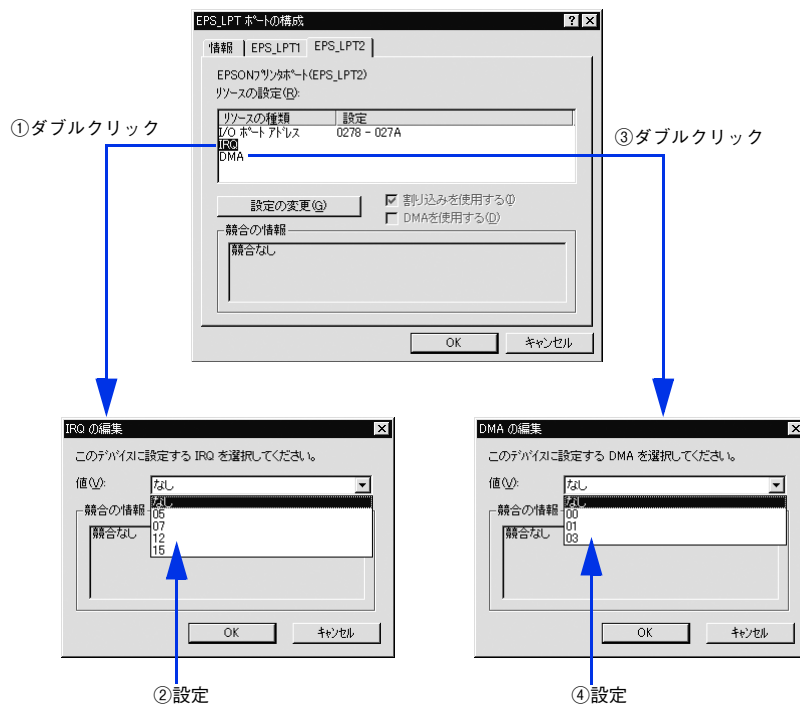 EPS_LPT ポートの構成
情報 EPS_LPT1 EPS_LPT2
EPSONプリンタポート(EPS_LPT2)
リソースの設定(R):
リソースの種類 設定
I/O ポート アドレス 0278 - 027A
IRQ
DMA
①ダブルクリック
③ダブルクリック
設定の変更(G)
割り込みを使用する(I)
DMAを使用する(D)
競合の情報
競合なし
OK キャンセル
IRQ の編集
このデバイスに設定する IRQ を選択してください。
値(V): なし
なし
05
07
12
15
競合の情報
競合なし
OK キャンセル
②設定
DMA の編集
このデバイスに設定する DMA を選択してください。
値(V): なし
なし
00
01
03
競合の情報
競合なし
OK キャンセル
④設定